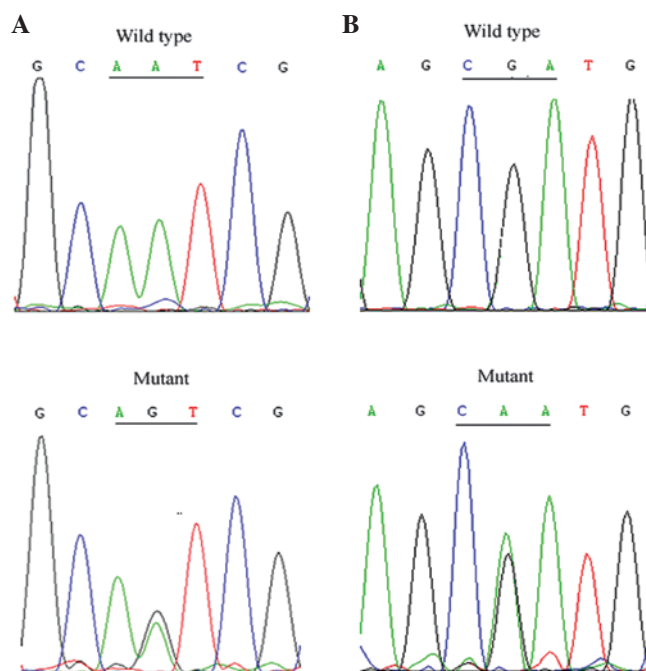 A
Wild type
G C A A T C G
Mutant
G C A G T C G
B
Wild type
A G C G A T G
Mutant
A G C A A T G